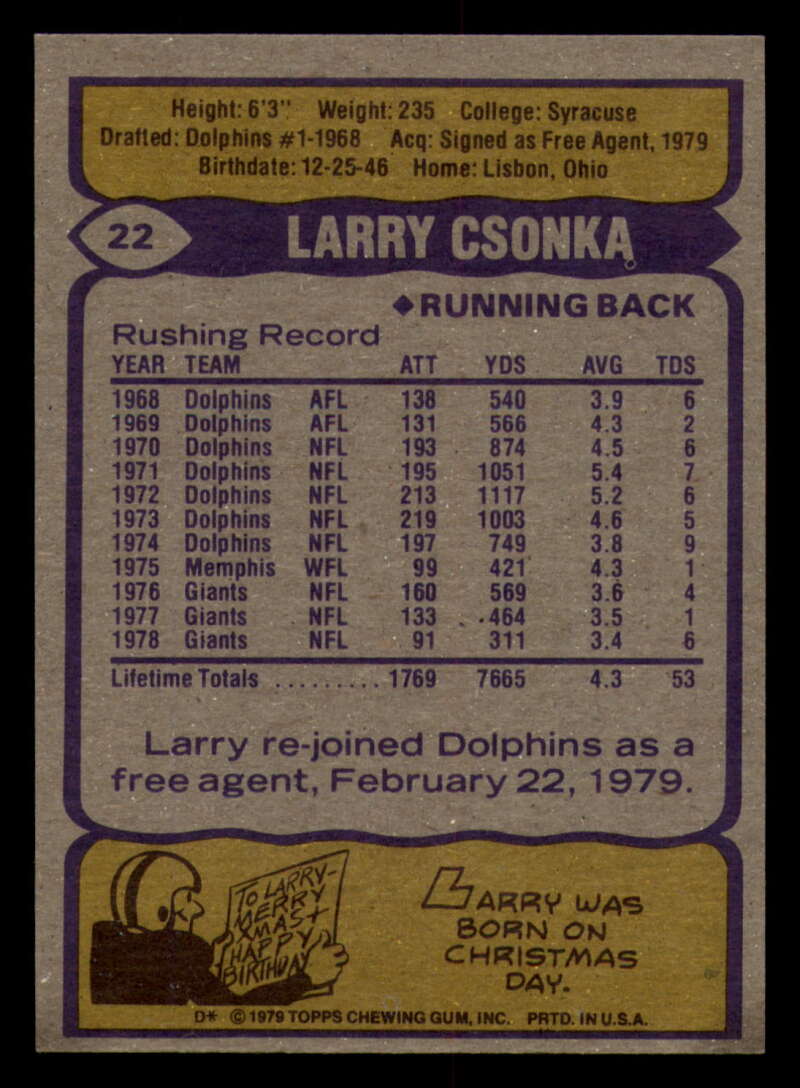 Height: 6'3" Weight: 235 College: Syracuse
Drafted: Dolphins #1-1968 Acq: Signed as Free Agent, 1979
Birthdate: 12-25-46 Home: Lisbon, Ohio
22 LARRY CSONKA
◆RUNNING BACK
Rushing Record
YEAR TEAM ATT YDS AVG TDS
1968 Dolphins AFL 138 540 3.9 6
1969 Dolphins AFL 131 566 4.3 2
1970 Dolphins NFL 193 874 4.5 6
1971 Dolphins NFL 195 1051 5.4 7
1972 Dolphins NFL 213 1117 5.2 6
1973 Dolphins NFL 219 1003 4.6 5
1974 Dolphins NFL 197 749 3.8 9
1975 Memphis WFL 99 421 4.3 1
1976 Giants NFL 160 569 3.6 4
1977 Giants NFL 133 464 3.5 1
1978 Giants NFL 91 311 3.4 6
Lifetime Totals ......... 1769 7665 4.3 53
Larry re-joined Dolphins as a
free agent, February 22, 1979.
TO LARRY-
MERRY
XMAS+
HAPPY
BIRTHDAY
LARRY WAS
BORN ON
CHRISTMAS
DAY.
D* © 1979 TOPPS CHEWING GUM, INC. PRTD. IN U.S.A.